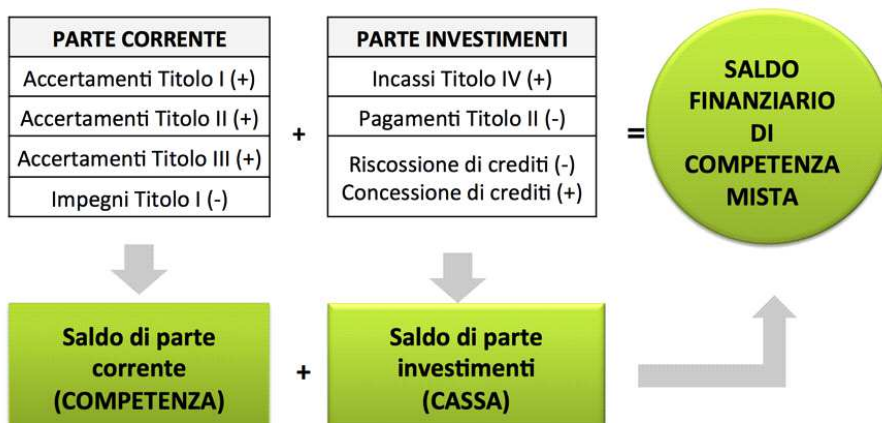 PARTE CORRENTE
Accertamenti Titolo I (+)
Accertamenti Titolo II (+)
Accertamenti Titolo III (+)
Impegni Titolo I (-)
+
PARTE INVESTIMENTI
Incassi Titolo IV (+)
Pagamenti Titolo II (-)
Riscossione di crediti (-)
Concessione di crediti (+)
=
SALDO
FINANZIARIO
DI
COMPETENZA
MISTA
Saldo di parte
corrente
(COMPETENZA)
+
Saldo di parte
investimenti
(CASSA)